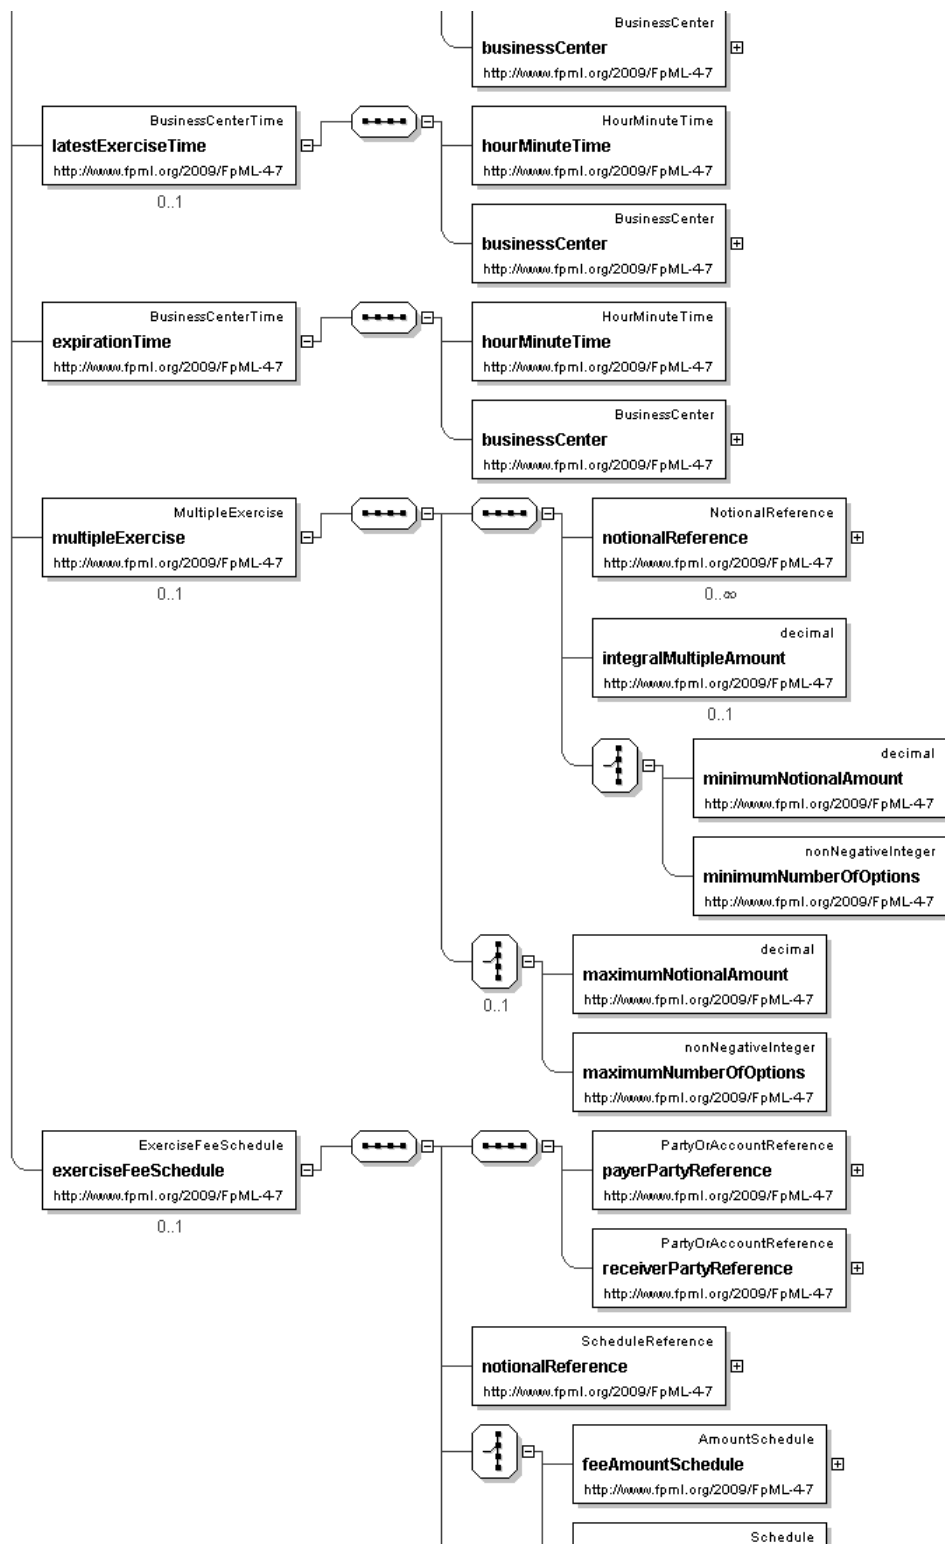 BusinessCenter
businessCenter
http://www.fpml.org/2009/FpML-4-7
BusinessCenterTime
latestExerciseTime
http://www.fpml.org/2009/FpML-4-7
0..1
HourMinuteTime
hourMinuteTime
http://www.fpml.org/2009/FpML-4-7
BusinessCenter
businessCenter
http://www.fpml.org/2009/FpML-4-7
BusinessCenterTime
expirationTime
http://www.fpml.org/2009/FpML-4-7
HourMinuteTime
hourMinuteTime
http://www.fpml.org/2009/FpML-4-7
BusinessCenter
businessCenter
http://www.fpml.org/2009/FpML-4-7
MultipleExercise
multipleExercise
http://www.fpml.org/2009/FpML-4-7
0..1
NotionalReference
notionalReference
http://www.fpml.org/2009/FpML-4-7
0..∞
decimal
integralMultipleAmount
http://www.fpml.org/2009/FpML-4-7
0..1
decimal
minimumNotionalAmount
http://www.fpml.org/2009/FpML-4-7
nonNegativeInteger
minimumNumberOfOptions
http://www.fpml.org/2009/FpML-4-7
0..1
decimal
maximumNotionalAmount
http://www.fpml.org/2009/FpML-4-7
nonNegativeInteger
maximumNumberOfOptions
http://www.fpml.org/2009/FpML-4-7
ExerciseFeeSchedule
exerciseFeeSchedule
http://www.fpml.org/2009/FpML-4-7
0..1
PartyOrAccountReference
payerPartyReference
http://www.fpml.org/2009/FpML-4-7
PartyOrAccountReference
receiverPartyReference
http://www.fpml.org/2009/FpML-4-7
ScheduleReference
notionalReference
http://www.fpml.org/2009/FpML-4-7
AmountSchedule
feeAmountSchedule
http://www.fpml.org/2009/FpML-4-7
Schedule